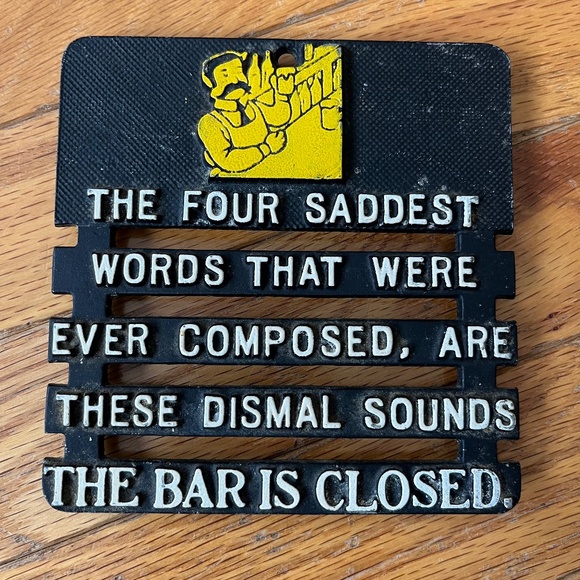 THE FOUR SADDEST
WORDS THAT WERE
EVER COMPOSED, ARE
THESE DISMAL SOUNDS
THE BAR IS CLOSED.